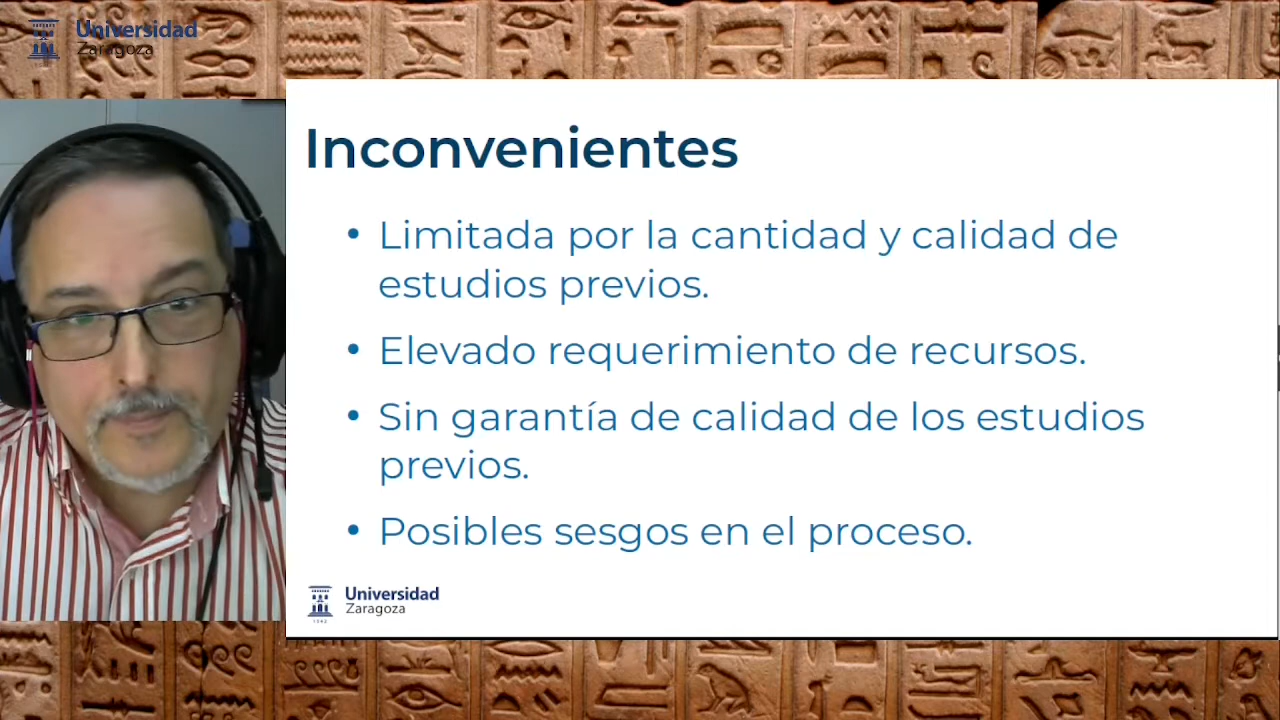 Universidad
Zaragoza
Inconvenientes
• Limitada por la cantidad y calidad de
estudios previos.
• Elevado requerimiento de recursos.
• Sin garantía de calidad de los estudios
previos.
• Posibles sesgos en el proceso.
Universidad
Zaragoza
1542